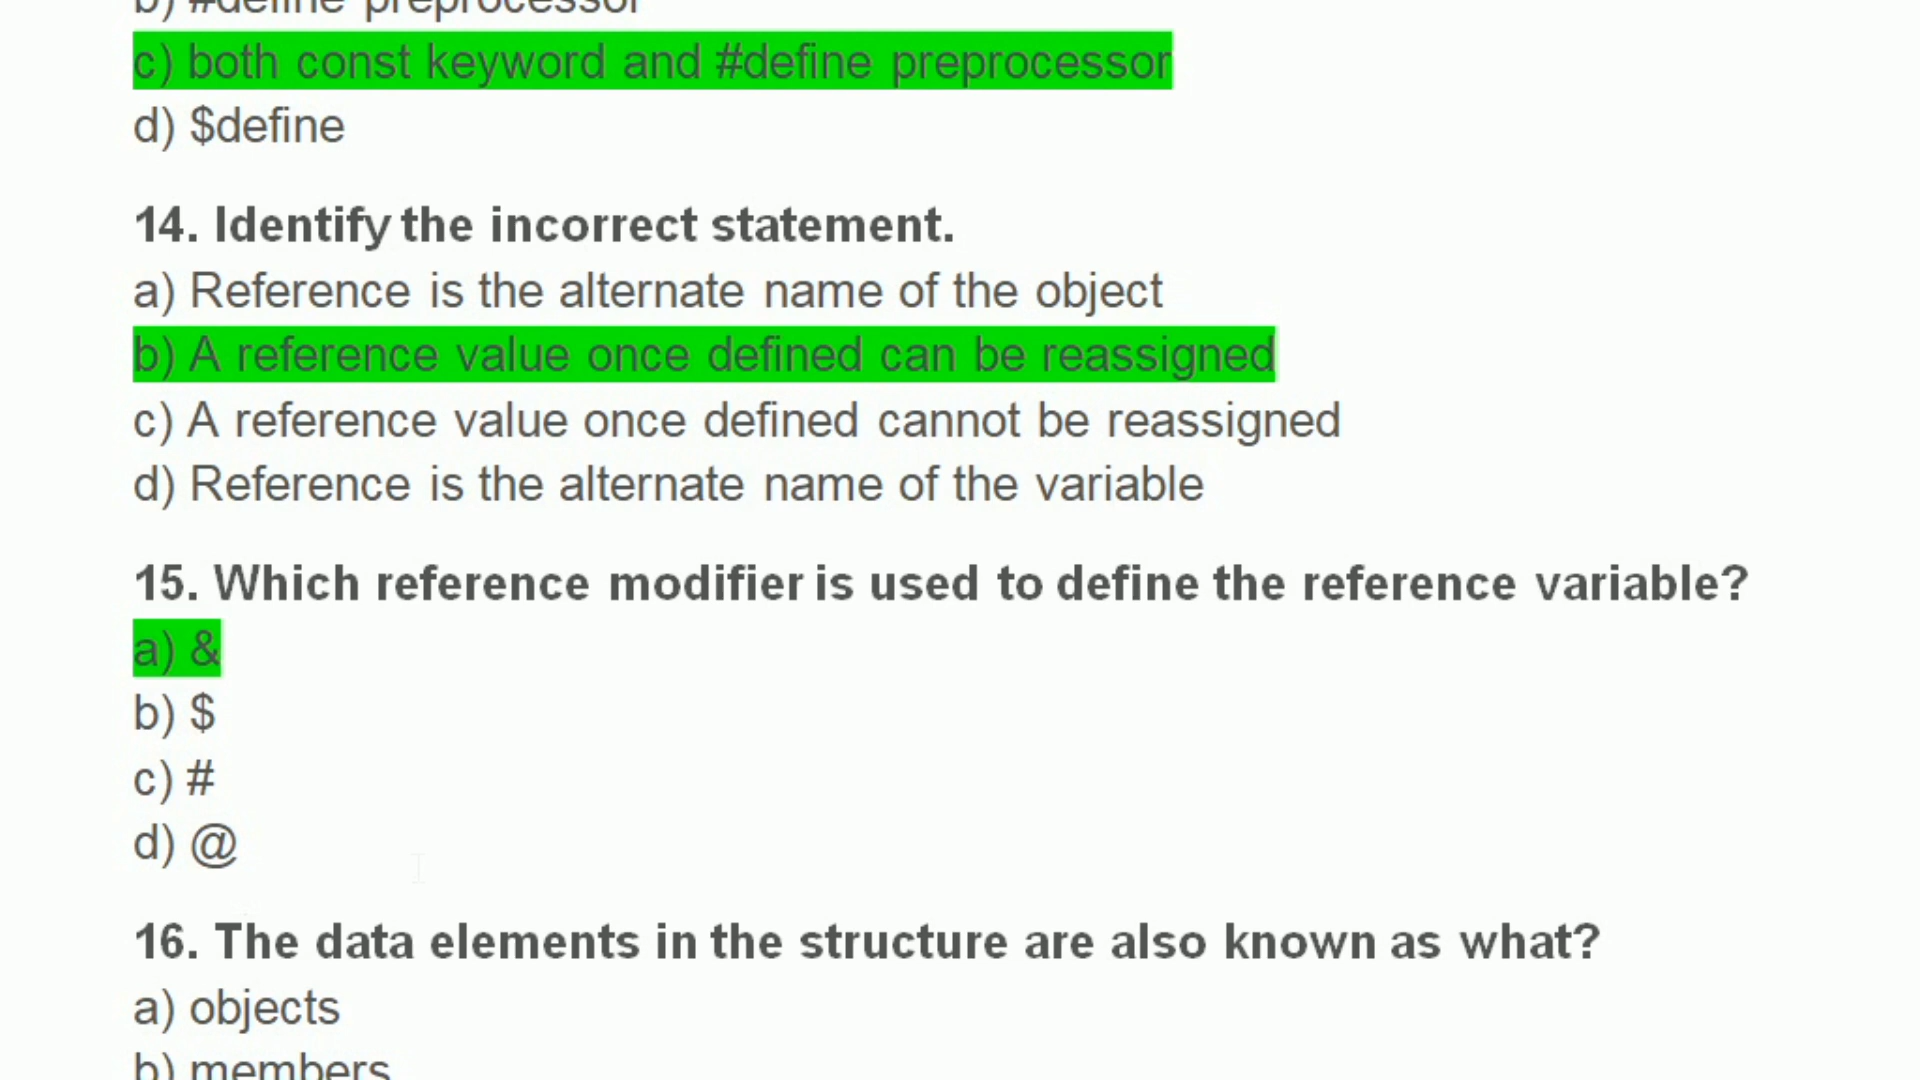 b) #define preprocessor
c) both const keyword and #define preprocessor
d) $define
14. Identify the incorrect statement.
a) Reference is the alternate name of the object
b) A reference value once defined can be reassigned
c) A reference value once defined cannot be reassigned
d) Reference is the alternate name of the variable
15. Which reference modifier is used to define the reference variable?
a) &
b) $
c) #
d) @
16. The data elements in the structure are also known as what?
a) objects
b) members